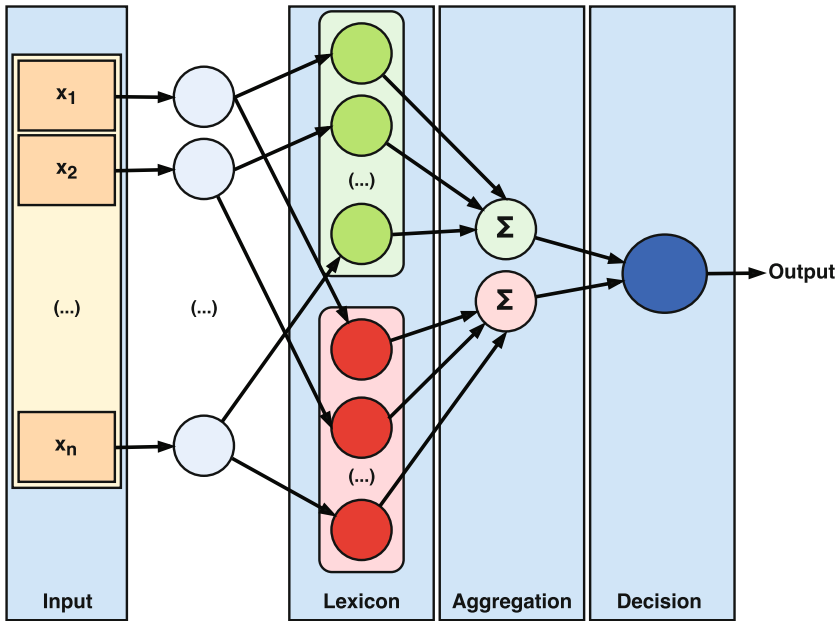 x1
x2
(...)
xn
(...)
(...)
(...)
Σ
Σ
Output
Input
Lexicon
Aggregation
Decision